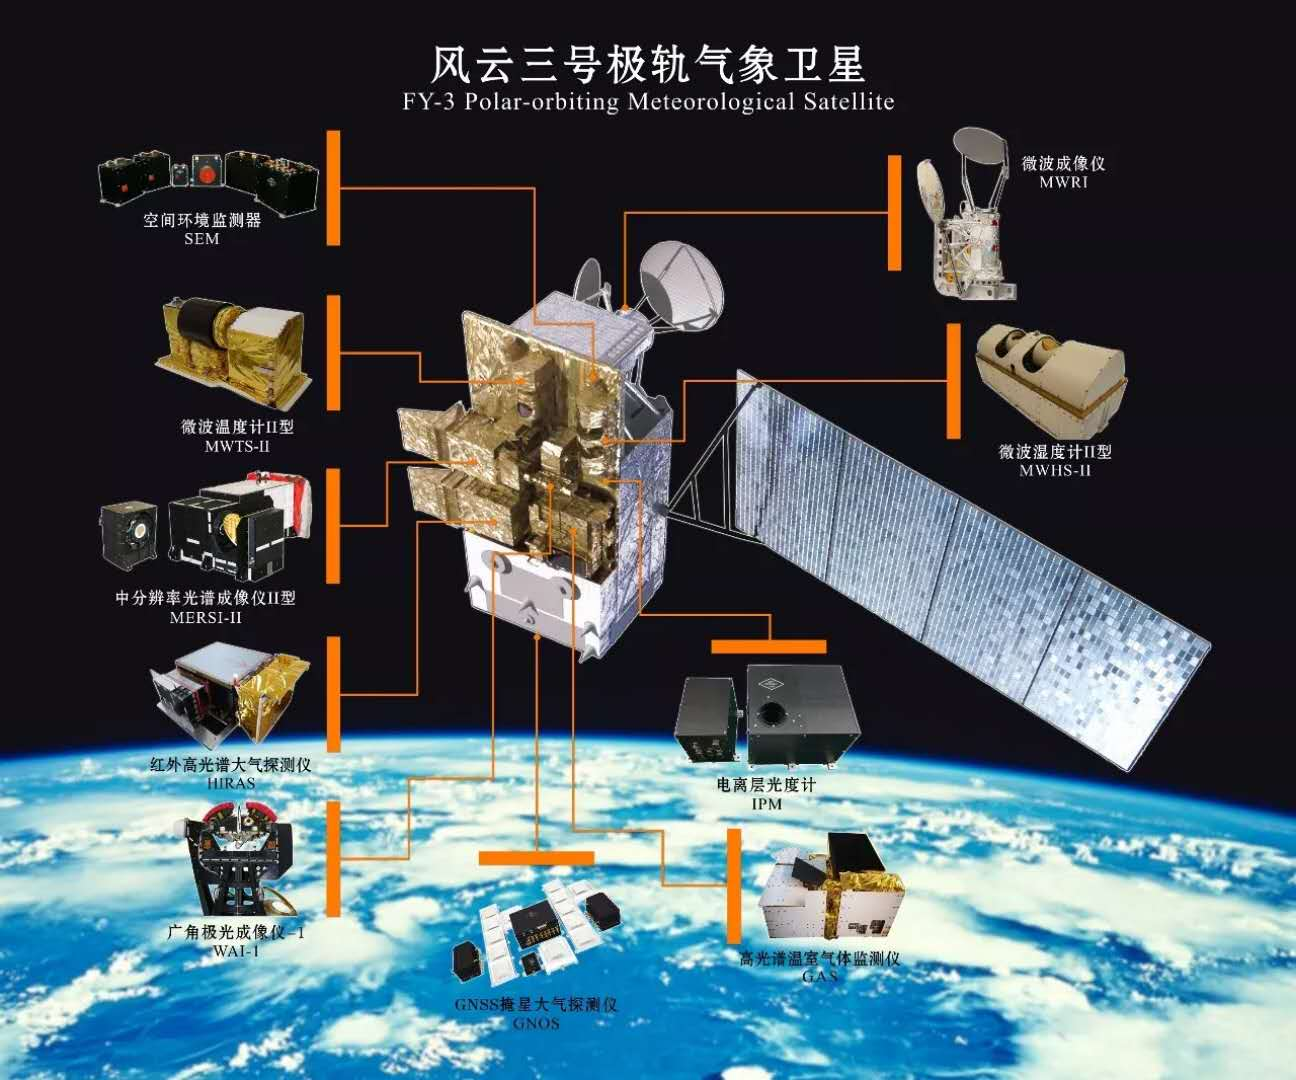 风云三号极轨气象卫星
FY-3 Polar-orbiting Meteorological Satellite
空间环境监测器
SEM
微波成像仪
MWRI
微波温度计II型
MWTS-II
微波湿度计II型
MWHS-II
中分辨率光谱成像仪II型
MERSI-II
红外高光谱大气探测仪
HIRAS
电离层光度计
IPM
广角极光成像仪-1
WAI-1
高光谱温室气体监测仪
GAS
GNSS掩星大气探测仪
GNOS